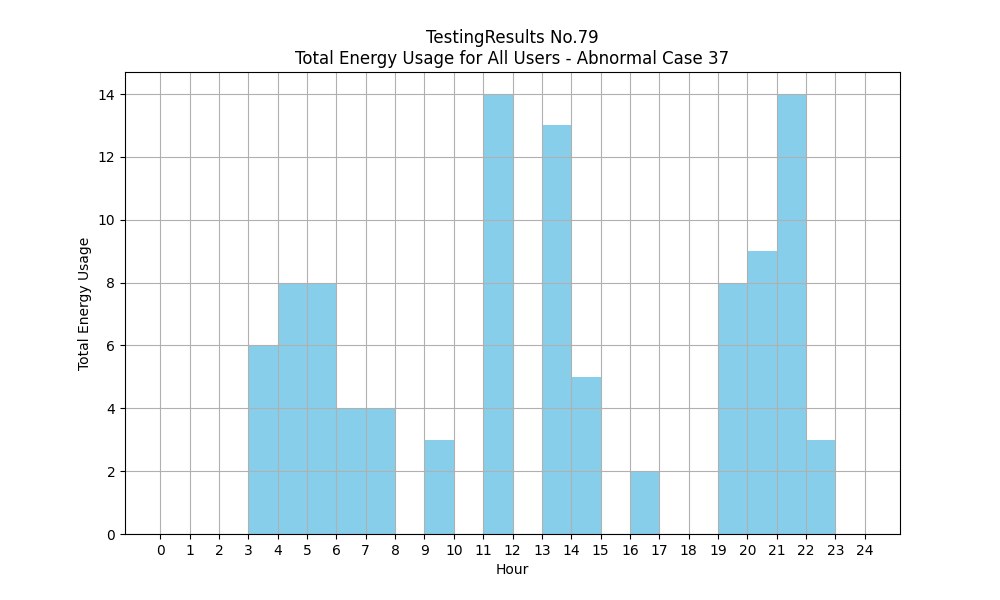 TestingResults No.79
Total Energy Usage for All Users - Abnormal Case 37
Total Energy Usage
14
12
10
8
6
4
2
0
0 1 2 3 4 5 6 7 8 9 10 11 12 13 14 15 16 17 18 19 20 21 22 23 24
Hour